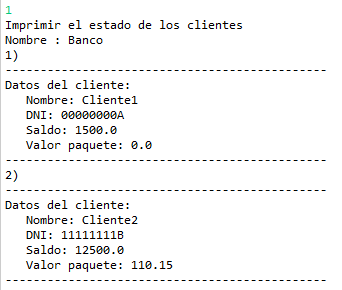 1
Imprimir el estado de los clientes
Nombre : Banco
1)
---------------------------------------------
Datos del cliente:
   Nombre: Cliente1
   DNI: 00000000A
   Saldo: 1500.0
   Valor paquete: 0.0
---------------------------------------------
2)
---------------------------------------------
Datos del cliente:
   Nombre: Cliente2
   DNI: 11111111B
   Saldo: 12500.0
   Valor paquete: 110.15
---------------------------------------------